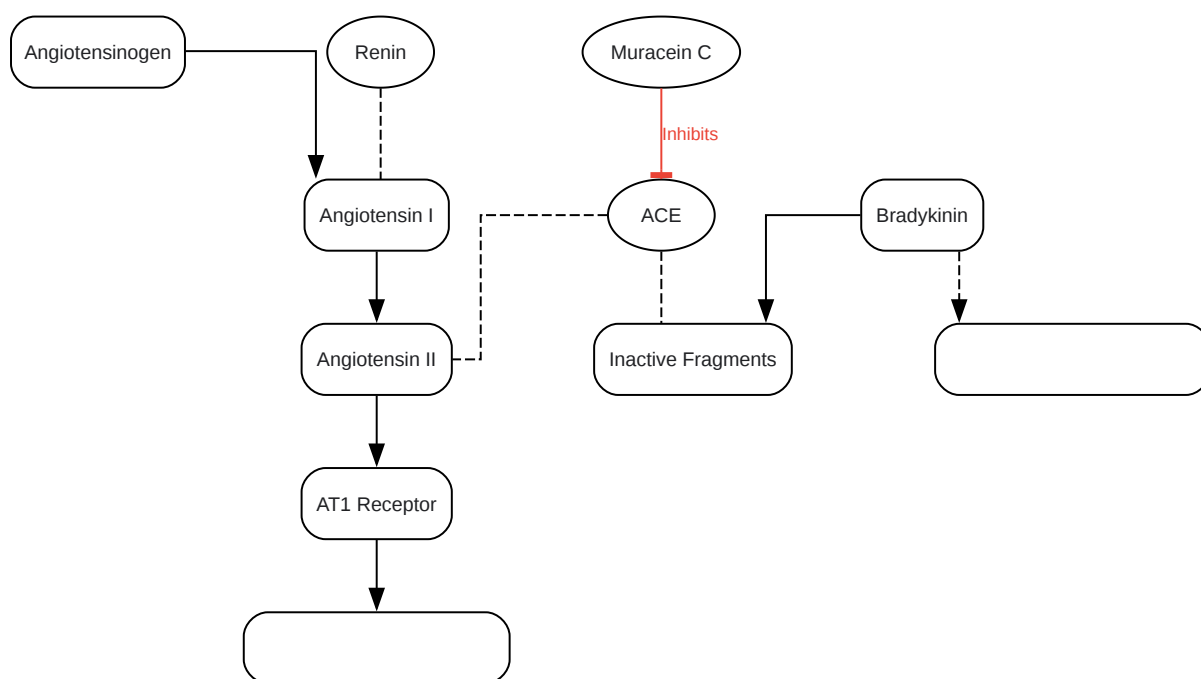 Angiotensinogen
Renin
Muracein C
Inhibits
Angiotensin I
ACE
Bradykinin
Angiotensin II
Inactive Fragments
AT1 Receptor